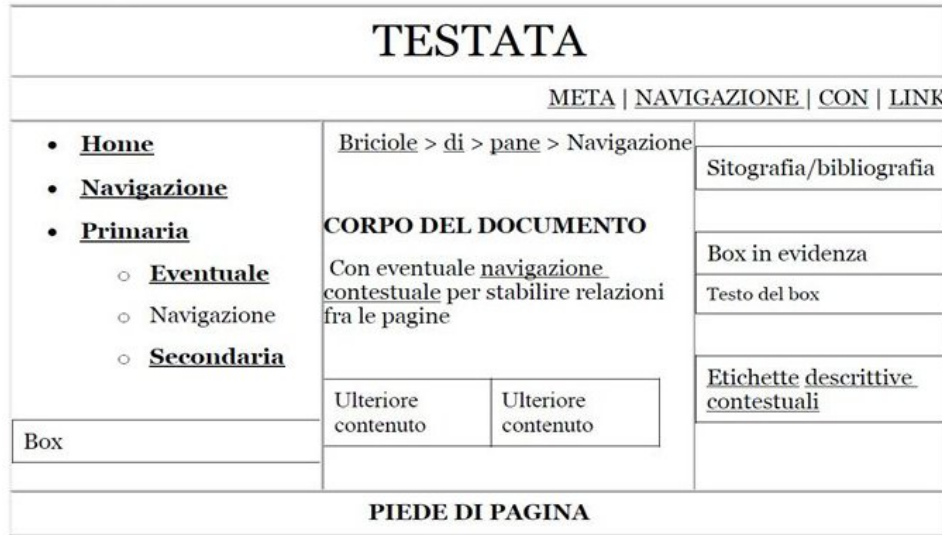 TESTATA
META | NAVIGAZIONE | CON | LINK
Home
Navigazione
Primaria
Eventuale
Navigazione
Secondaria
Box
Briciole > di > pane > Navigazione
CORPO DEL DOCUMENTO
Con eventuale navigazione
contestuale per stabilire relazioni
fra le pagine
Ulteriore
contenuto
Ulteriore
contenuto
Sitografia/bibliografia
Box in evidenza
Testo del box
Etichette descrittive
contestuali
PIEDE DI PAGINA